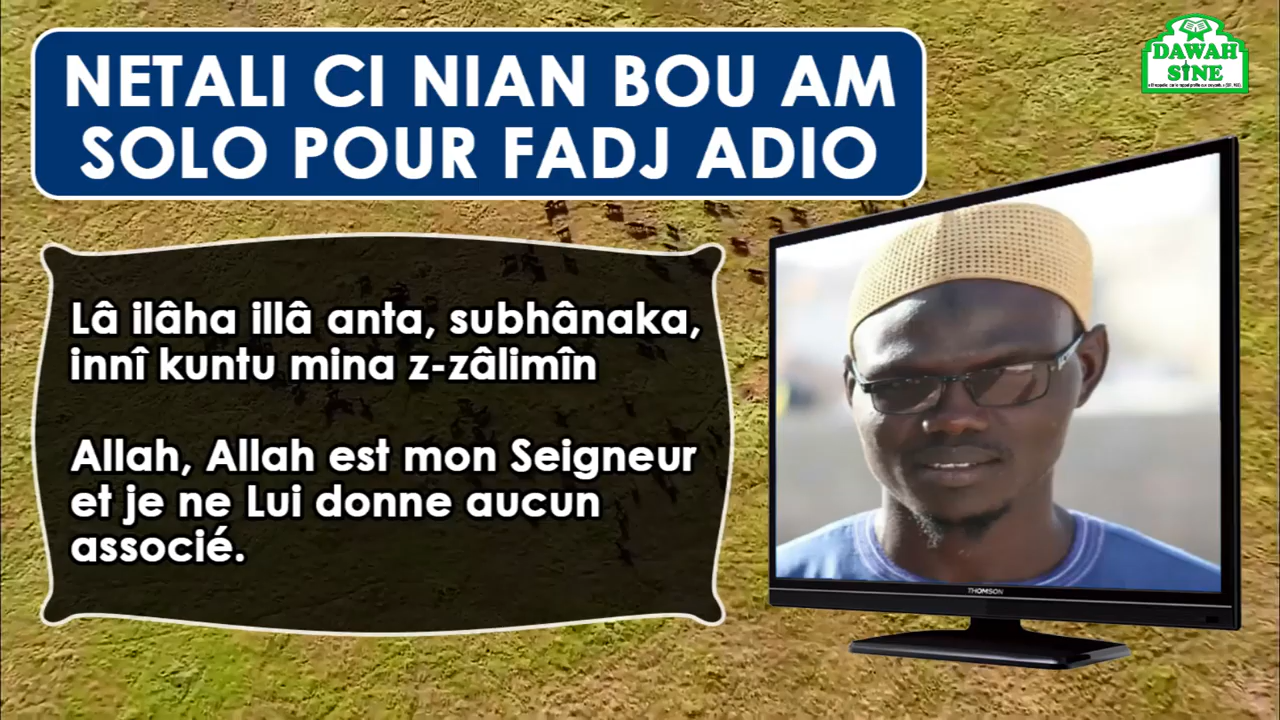 NETALI CI NIAN BOU AM
SOLO POUR FADJ ADIO
DAWAH
SINE
Lâ ilâha illâ anta, subhânaka,
innî kuntu mina z-zâlimîn
Allah, Allah est mon Seigneur
et je ne Lui donne aucun
associé.
THOMSON